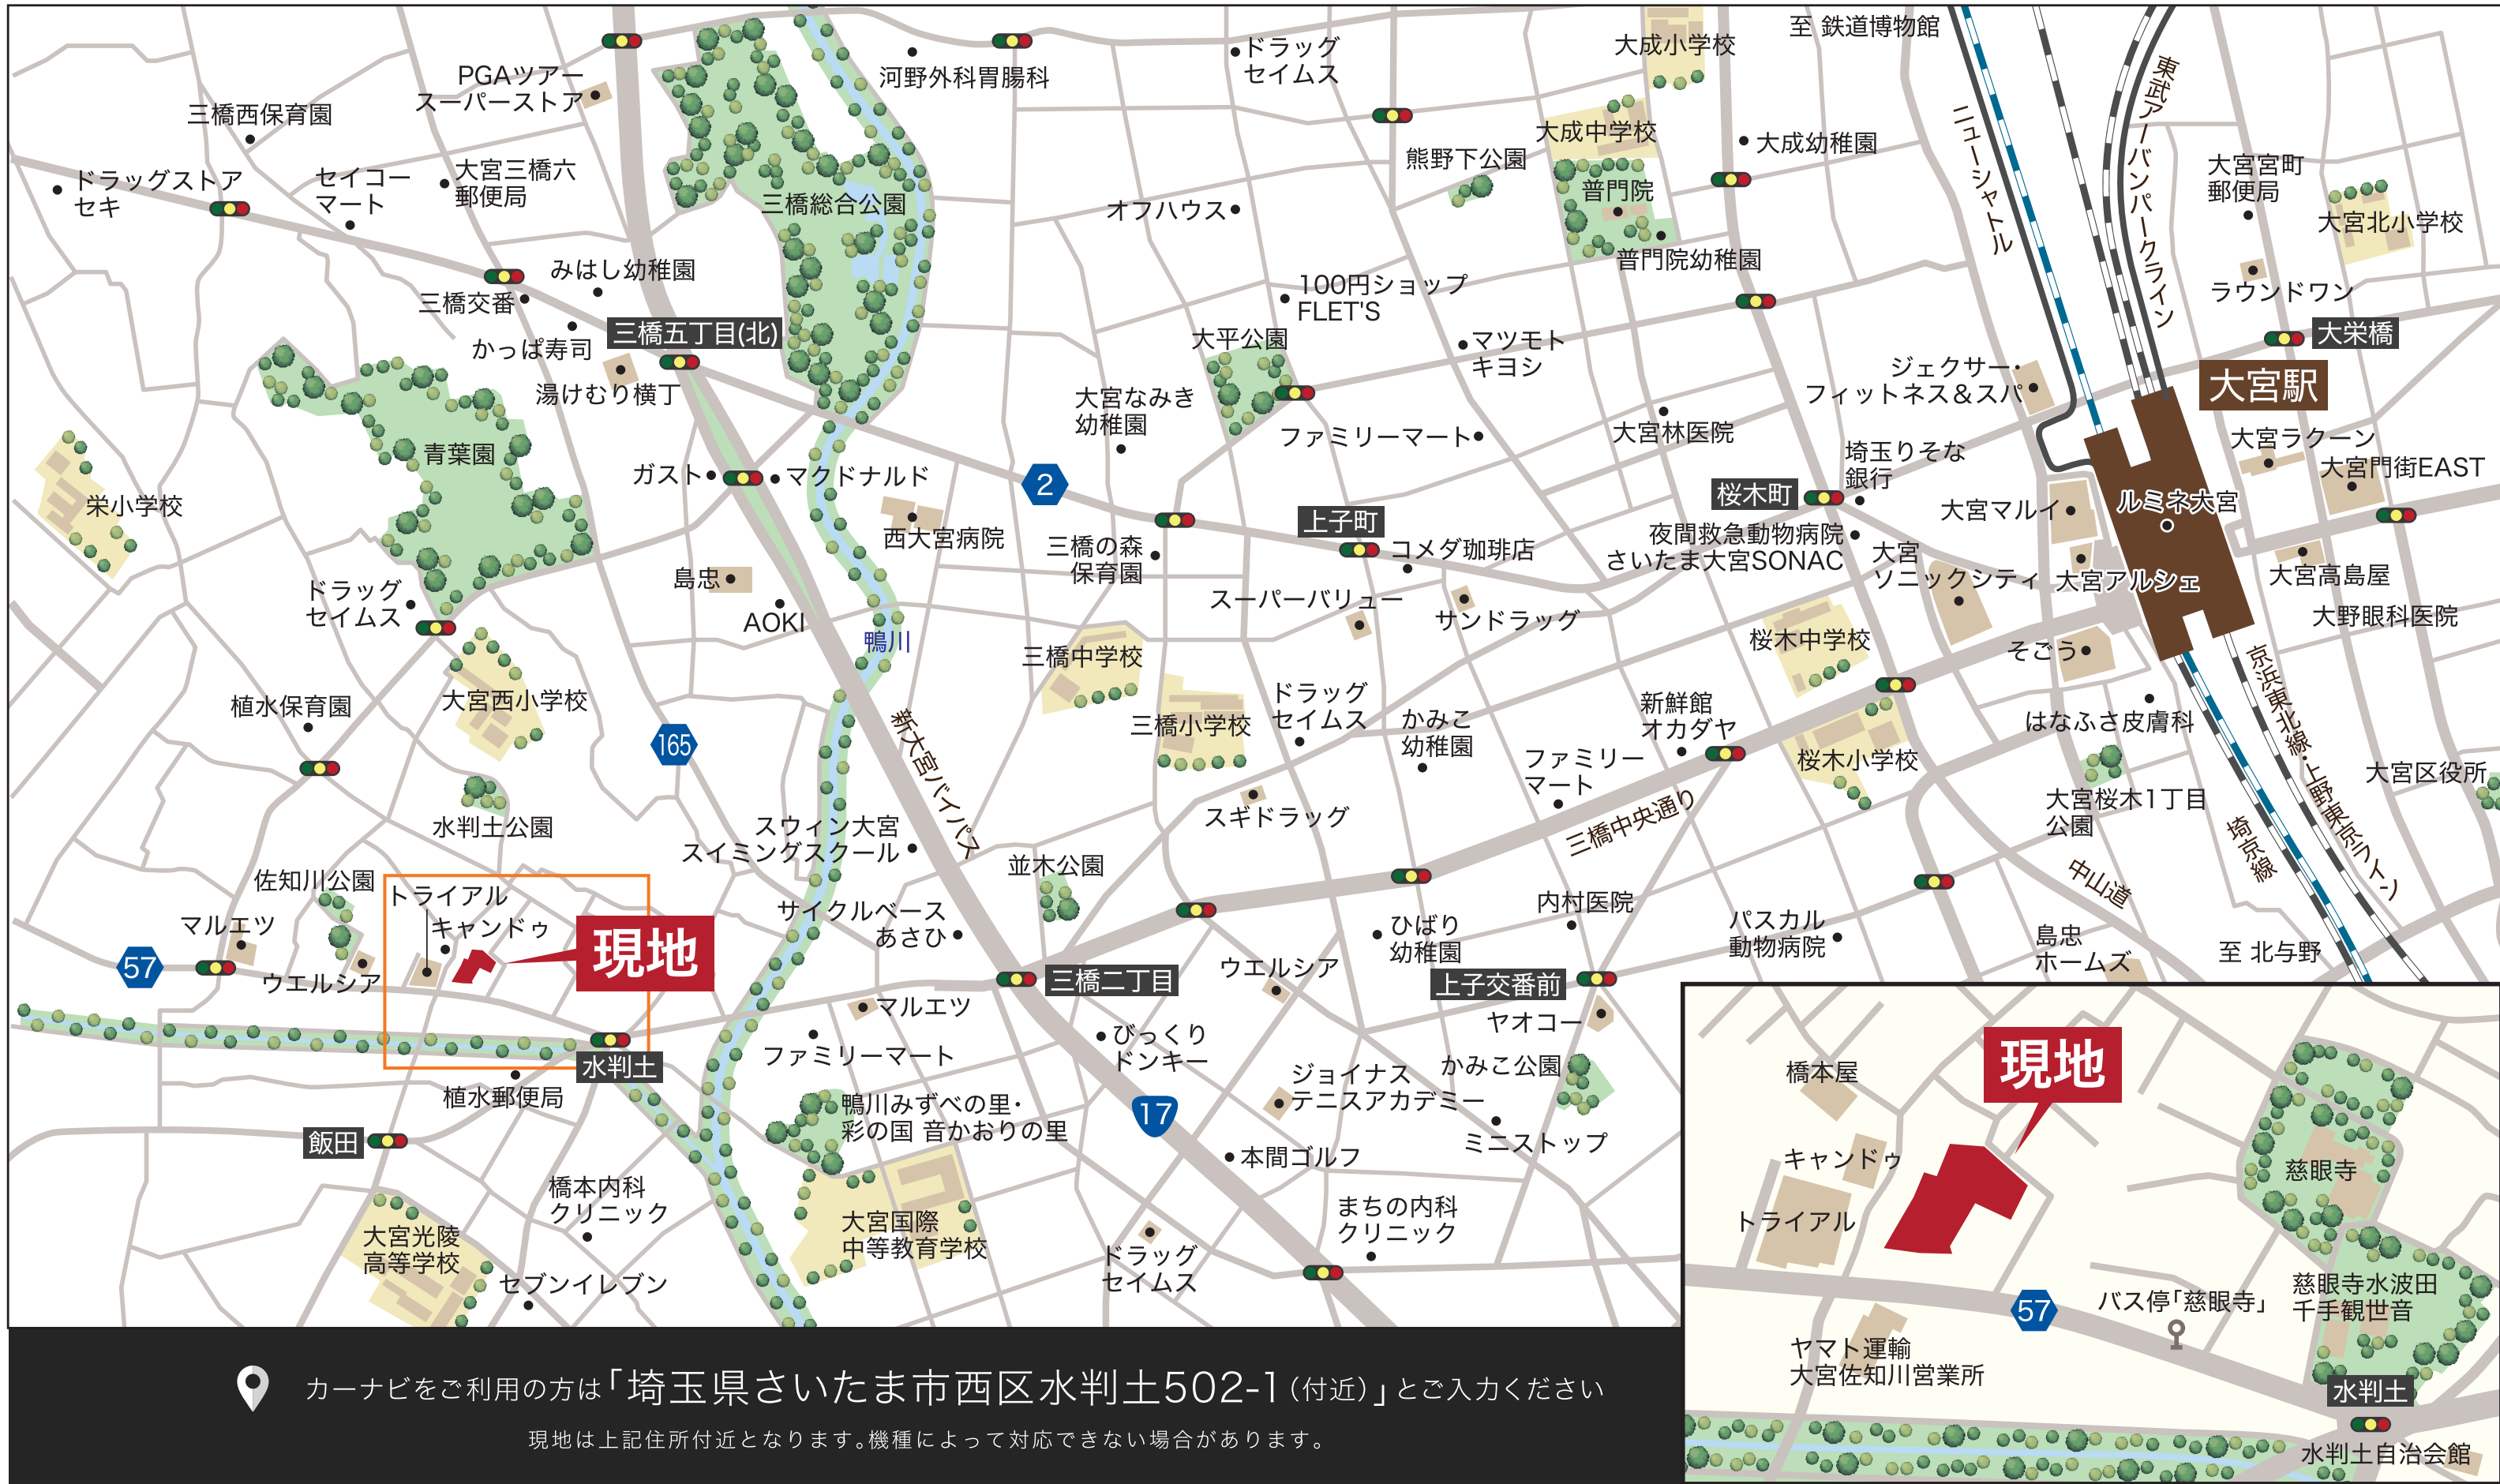 至 鉄道博物館
大成小学校
ドラッグ
セイムス
河野外科胃腸科
PGAツアー
スーパーストア
三橋西保育園
ドラッグストア
セキ
セイコー
マート
大宮三橋六
郵便局
三橋総合公園
オフハウス
熊野下公園
大成中学校
大成幼稚園
普門院
普門院幼稚園
ニューシャトル
東武アーバンパークライン
大宮宮町
郵便局
大宮北小学校
ラウンドワン
大栄橋
大宮駅
みはし幼稚園
三橋交番
三橋五丁目(北)
かっぱ寿司
湯けむり横丁
100円ショップ
FLET'S
大平公園
マツモト
キヨシ
ジェクサー・
フィットネス&スパ
大宮なみき
幼稚園
ファミリーマート
大宮林医院
埼玉りそな
銀行
大宮ラクーン
大宮門街EAST
青葉園
ガスト
マクドナルド
2
栄小学校
西大宮病院
上子町
桜木町
大宮マルイ
ルミネ大宮
三橋の森
保育園
コメダ珈琲店
夜間救急動物病院
さいたま大宮SONAC
大宮
ソニックシティ
大宮アルシェ
大宮高島屋
大野眼科医院
島忠
AOKI
ドラッグ
セイムス
鴨川
スーパーバリュー
サンドラッグ
三橋中学校
桜木中学校
そごう
京浜東北線・上野東京ライン
植水保育園
大宮西小学校
165
新大宮バイパス
三橋小学校
ドラッグ
セイムス
かみこ
幼稚園
新鮮館
オカダヤ
ファミリー
マート
桜木小学校
はなふさ皮膚科
大宮区役所
水判土公園
スウィン大宮
スイミングスクール
スギドラッグ
三橋中央通り
大宮桜木1丁目
公園
埼京線
中山道
並木公園
佐知川公園
トライアル
キャンドゥ
マルエツ
57
ウエルシア
現地
サイクルベース
あさひ
三橋二丁目
ウエルシア
ひばり
幼稚園
内村医院
上子交番前
パスカル
動物病院
島忠
ホームズ
至 北与野
マルエツ
ファミリーマート
びっくり
ドンキー
ヤオコー
かみこ公園
水判土
植水郵便局
飯田
鴨川みずべの里・
彩の国 音かおりの里
17
ジョイナス
テニスアカデミー
ミニストップ
本間ゴルフ
橋本内科
クリニック
大宮光陵
高等学校
セブンイレブン
大宮国際
中等教育学校
ドラッグ
セイムス
まちの内科
クリニック
現地
橋本屋
キャンドゥ
トライアル
慈眼寺
57
バス停「慈眼寺」
慈眼寺水波田
千手観世音
ヤマト運輸
大宮佐知川営業所
水判土
水判土自治会館
カーナビをご利用の方は「埼玉県さいたま市西区水判土502-1(付近)」とご入力ください
現地は上記住所付近となります。機種によって対応できない場合があります。